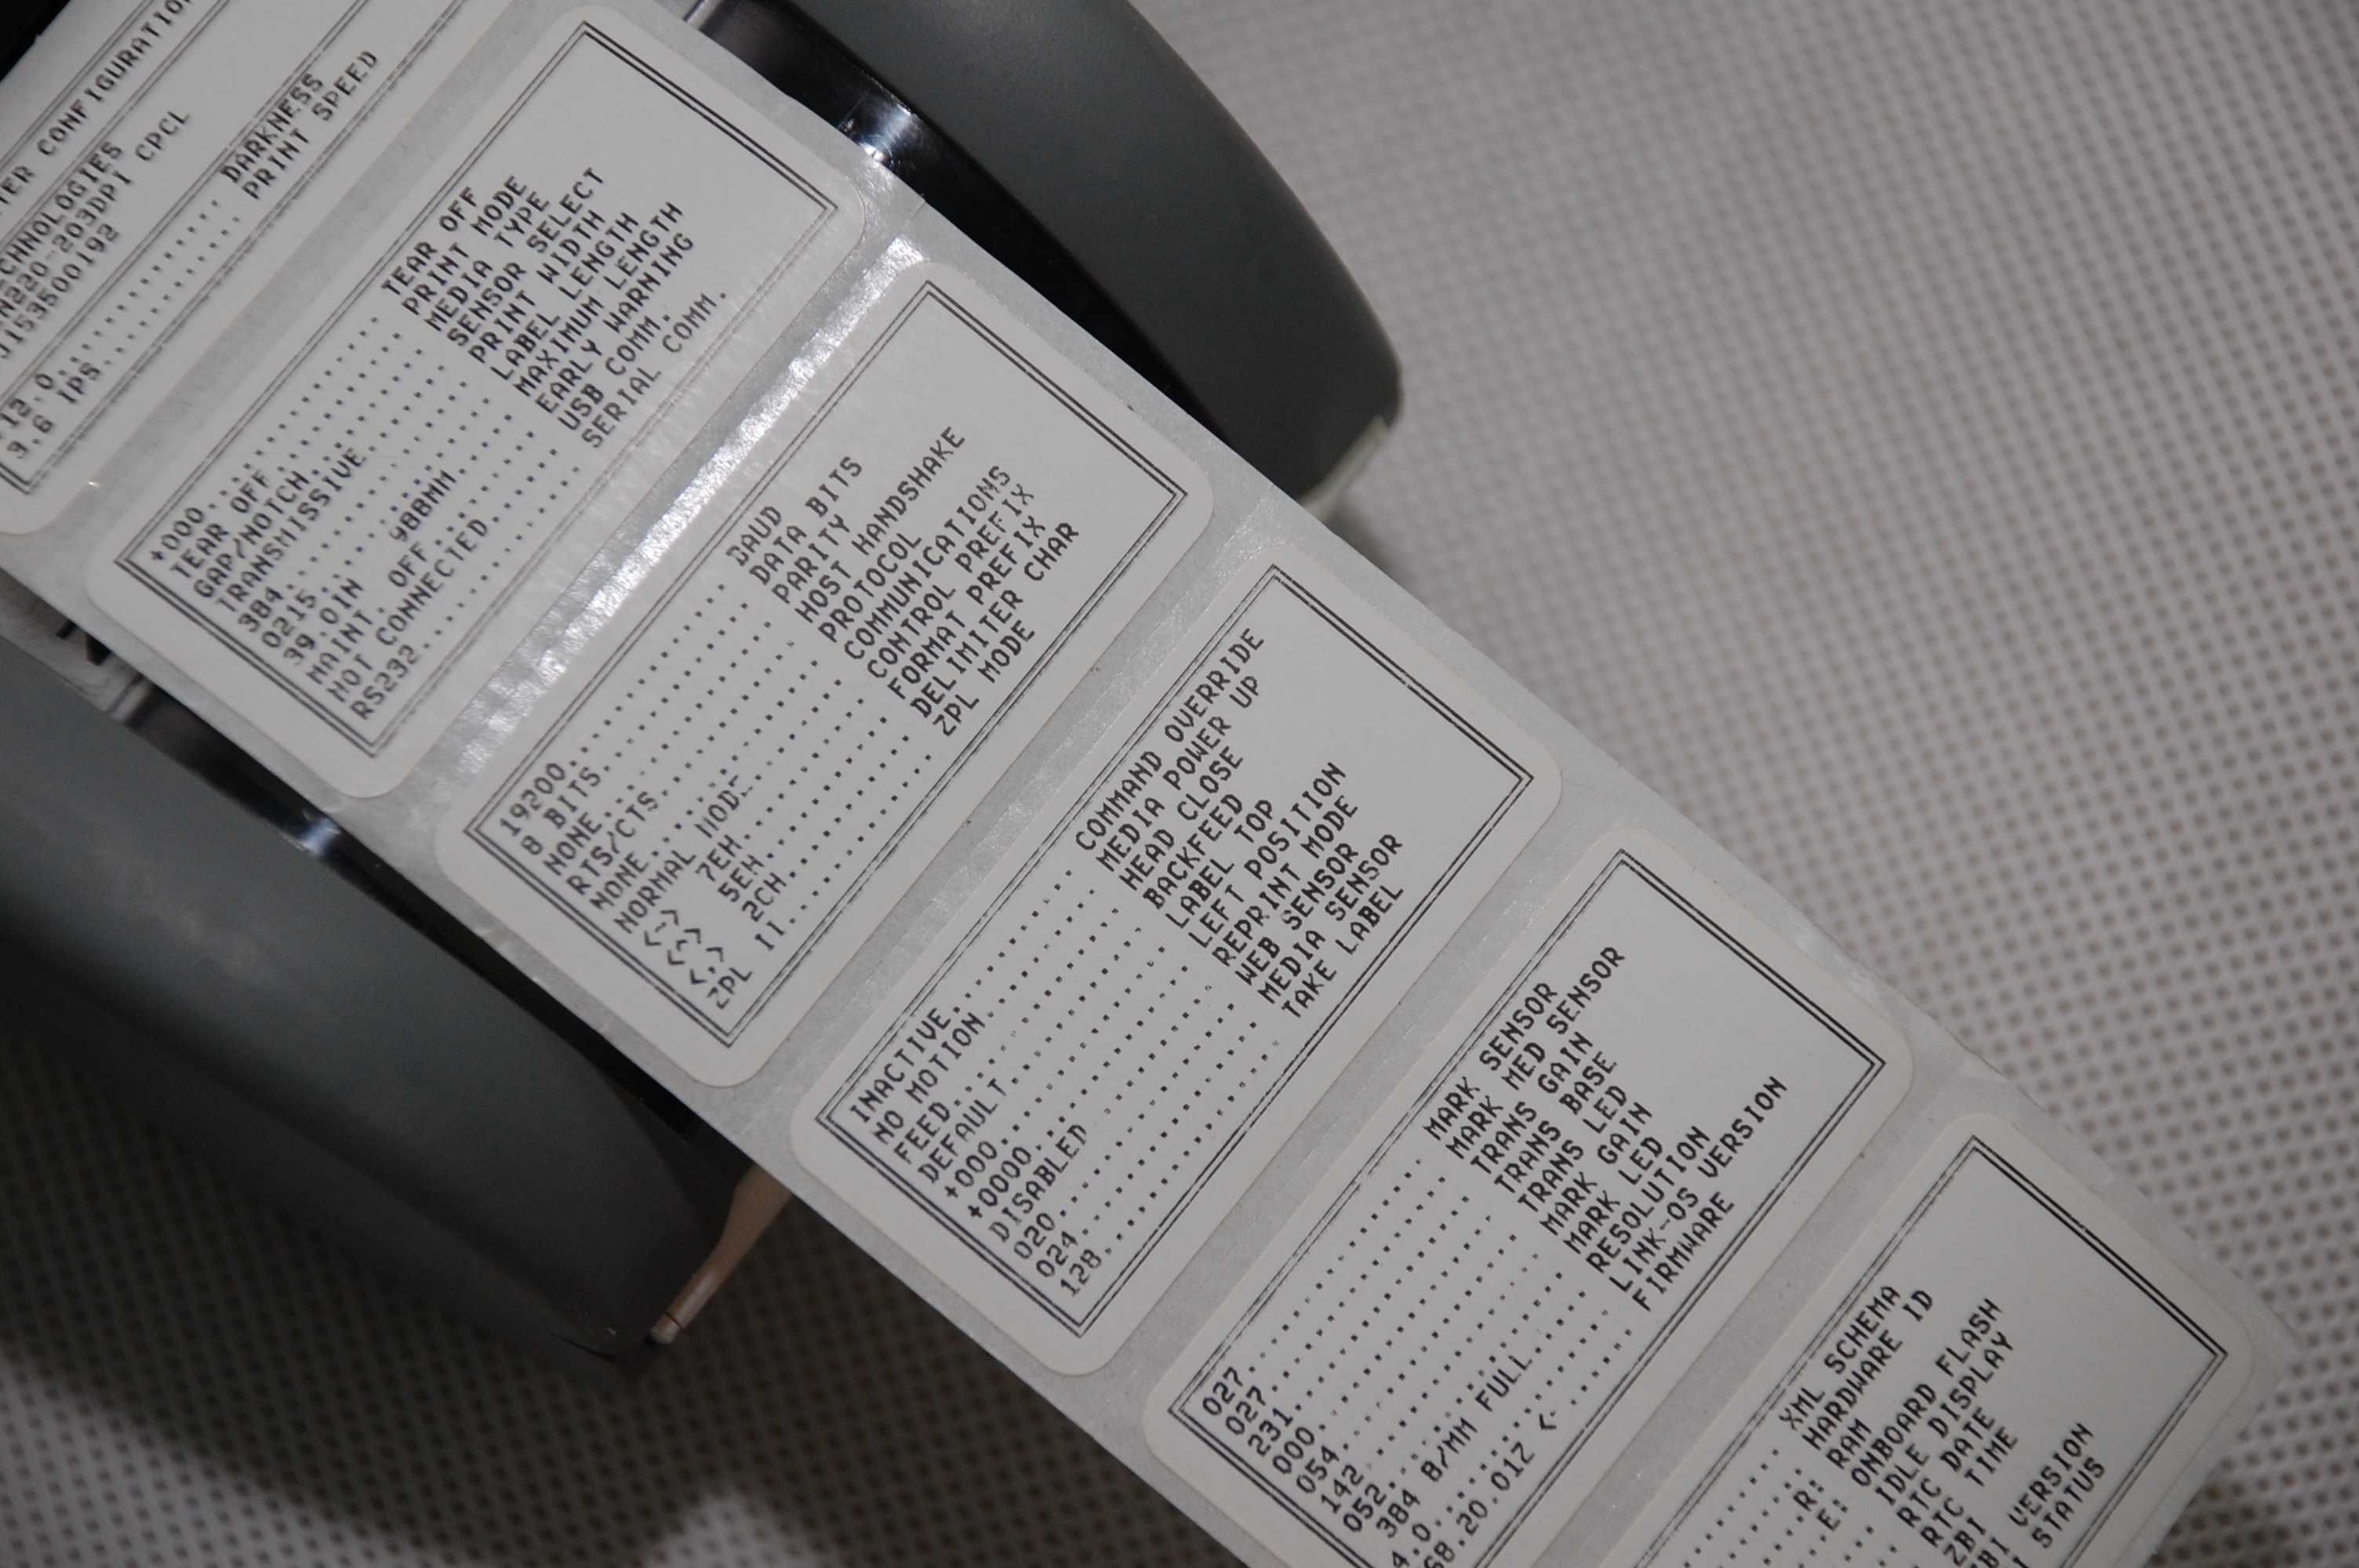 CONFIGURATION
CPCL
12.0.............. DARKNESS
3.6 IPS........... PRINT SPEED
+000.............. TEAR OFF
TEAR OFF.......... PRINT MODE
GAP/NOTCH......... MEDIA TYPE
TRANSMISSIVE...... SENSOR SELECT
384............... PRINT WIDTH
0215.............. LABEL LENGTH
39.0IN 988MM...... MAXIMUM LENGTH
MAINT. OFF........ EARLY WARNING
NOT CONNECTED..... USB COMM.
RS232............. SERIAL COMM.
19200............. BAUD
8 BITS............ DATA BITS
NONE.............. PARITY
RTS/CTS........... HOST HANDSHAKE
NONE.............. PROTOCOL
NORMAL MODE....... COMMUNICATIONS
<~> 7EH........... CONTROL PREFIX
<^> 5EH........... FORMAT PREFIX
<,> 2CH........... DELIMITER CHAR
ZPL II............ ZPL MODE
INACTIVE.......... COMMAND OVERRIDE
NO MOTION......... MEDIA POWER UP
FEED.............. HEAD CLOSE
DEFAULT........... BACKFEED
+000.............. LABEL TOP
+0000............. LEFT POSITION
DISABLED.......... REPRINT MODE
020............... WEB SENSOR
024............... MEDIA SENSOR
128............... TAKE LABEL
027............... MARK SENSOR
027............... MARK MED SENSOR
231............... TRANS GAIN
000............... TRANS BASE
054............... TRANS LED
142............... MARK GAIN
052............... MARK LED
384 8/MM FULL..... RESOLUTION
4.0............... LINK-OS VERSION
68.20.01Z <-...... FIRMWARE
XML SCHEMA
HARDWARE ID
R: RAM
E: ONBOARD FLASH
IDLE DISPLAY
RTC DATE
RTC TIME
ZBI
VERSION
STATUS